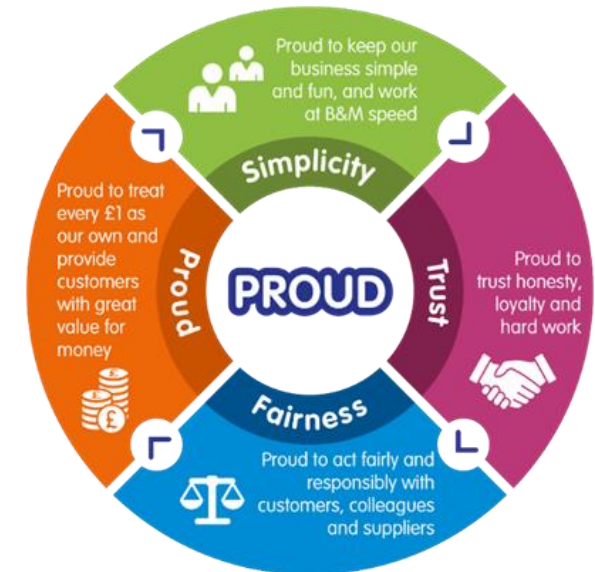 Proud to keep our
business simple
and fun, and work
at B&M speed
Simplicity
Proud to
trust honesty,
loyalty and
hard work
Trust
Proud to act fairly and
responsibly with
customers, colleagues
and suppliers
Fairness
Proud to treat
every £1 as
our own and
provide
customers
with great
value for
money
Proud
£
PROUD